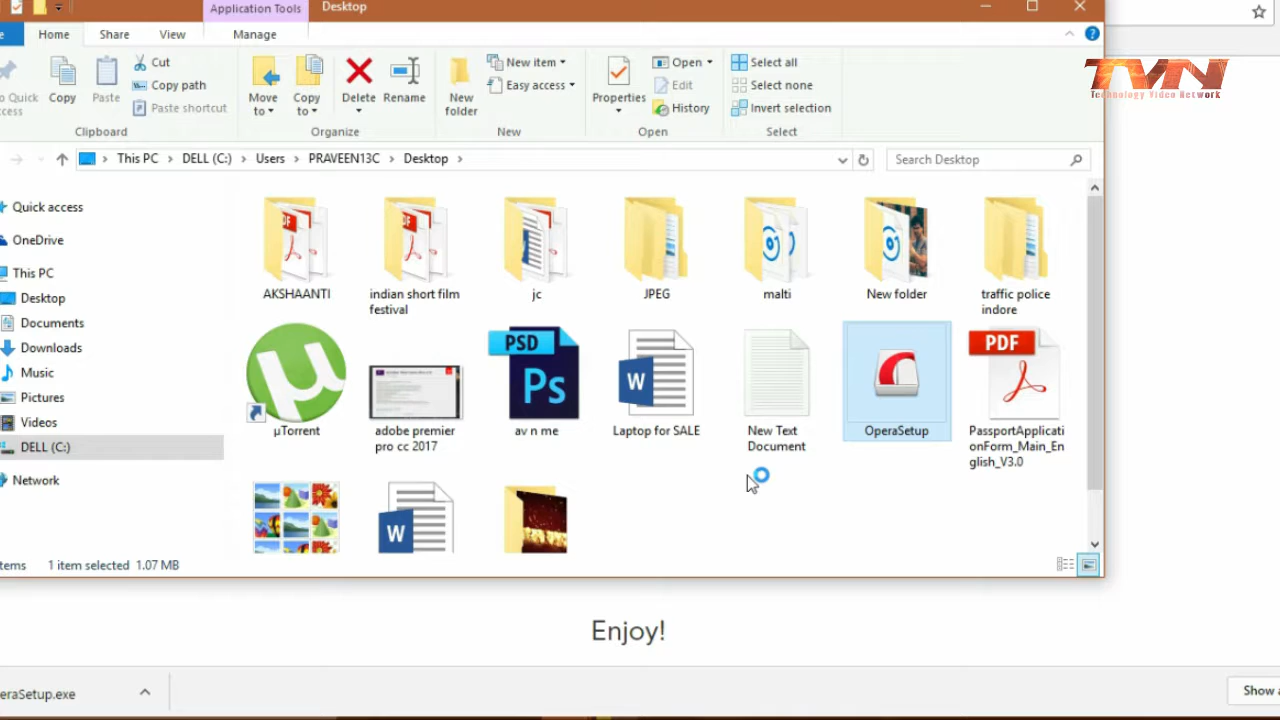 Application Tools
Desktop
Home
Share
View
Manage
Cut
Copy path
Paste shortcut
Copy
Paste
Move to
Copy to
Delete
Rename
New folder
New item
Easy access
Properties
Open
Edit
History
Select all
Select none
Invert selection
Clipboard
Organize
New
Open
Select
TVN
Technology Video Network
This PC
DELL (C:)
Users
PRAVEEN13C
Desktop
Search Desktop
Quick access
OneDrive
This PC
Desktop
Documents
Downloads
Music
Pictures
Videos
DELL (C:)
Network
PDF
AKSHAANTI
indian short film
festival
jc
JPEG
malti
New folder
traffic police
indore
µTorrent
adobe premier
pro cc 2017
PSD
Ps
av n me
W
Laptop for SALE
New Text
Document
OperaSetup
PDF
PassportApplicati
onForm_Main_En
glish_V3.0
W
1 item selected 1.07 MB
Enjoy!
eraSetup.exe
Show